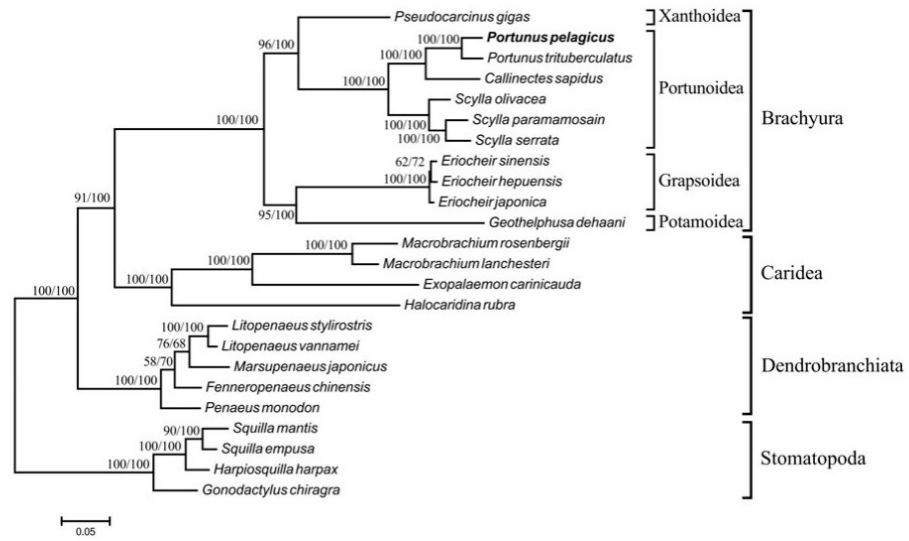 Pseudocarcinus gigas
Xanthoidea
96/100
100/100
Portunus pelagicus
100/100
Portunus trituberculatus
100/100
Callinectes sapidus
Portunoidea
Scylla olivacea
100/100
Brachyura
100/100
Scylla paramamosain
100/100
Scylla serrata
62/72
Eriocheir sinensis
100/100
Eriocheir hepuensis
Grapsoidea
Eriocheir japonica
91/100
95/100
Geothelphusa dehaani
Potamoidea
100/100
Macrobrachium rosenbergii
Macrobrachium lanchesteri
100/100
100/100
Exopalaemon carinicauda
Caridea
100/100
Halocaridina rubra
100/100
Litopenaeus stylirostris
76/68
Litopenaeus vannamei
58/70
Marsupenaeus japonicus
Dendrobranchiata
100/100
Fenneropenaeus chinensis
Penaeus monodon
90/100
Squilla mantis
100/100
Squilla empusa
Stomatopoda
100/100
Harpiosquilla harpax
Gonodactylus chiragra
0.05